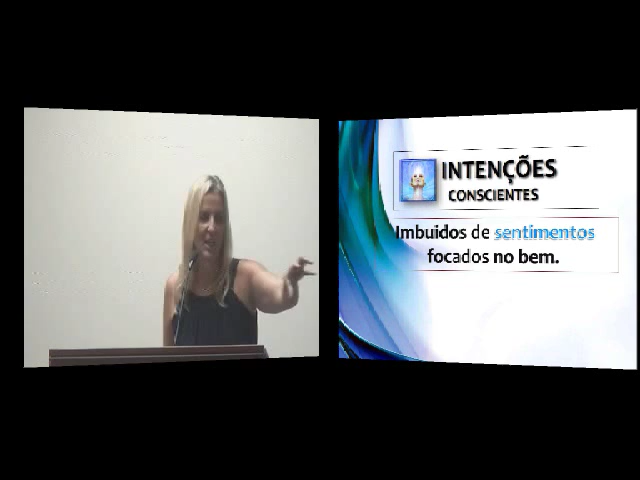 INTENÇÕES
CONSCIENTES
Imbuidos de sentimentos
focados no bem.